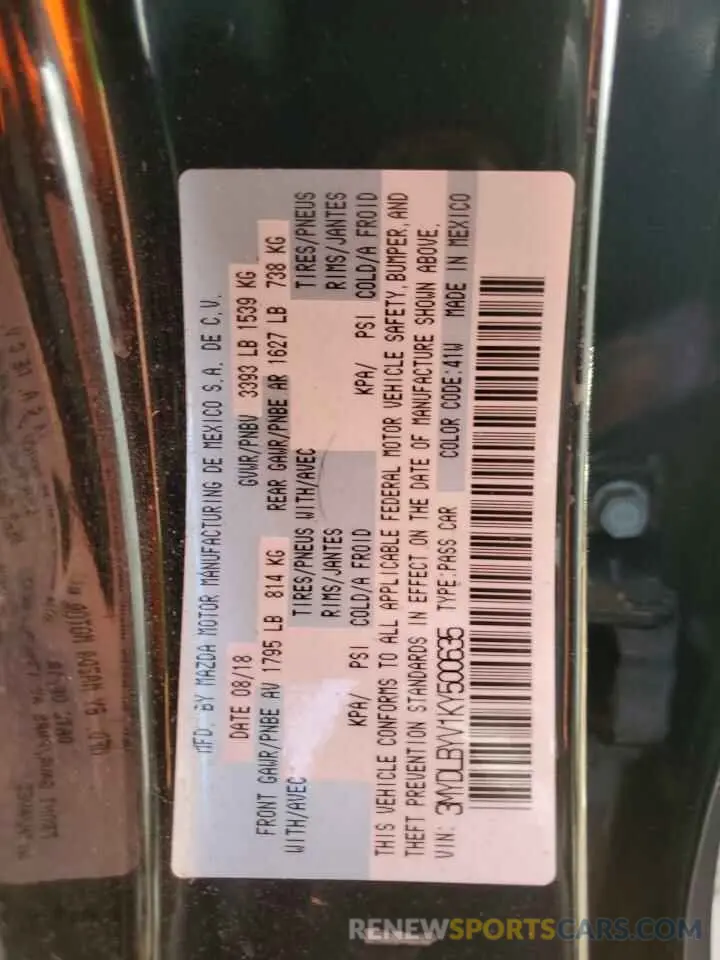 MFD. BY MAZDA MOTOR MANUFACTURING DE MEXICO S.A. DE C.V.
DATE 08/18 GVWR/PNBV 3393 LB 1539 KG
FRONT GAWR/PNBE AV 1795 LB 814 KG REAR GAWR/PNBE AR 1627 LB 738 KG
WITH/AVEC TIRES/PNEUS WITH/AVEC TIRES/PNEUS
RIMS/JANTES RIMS/JANTES
KPA/ PSI COLD/A FROID KPA/ PSI COLD/A FROID
THIS VEHICLE CONFORMS TO ALL APPLICABLE FEDERAL MOTOR VEHICLE SAFETY, BUMPER, AND
THEFT PREVENTION STANDARDS IN EFFECT ON THE DATE OF MANUFACTURE SHOWN ABOVE.
VIN: 3MYDLBYV1KY500635 TYPE:PASS CAR COLOR CODE:41W MADE IN MEXICO
RENEWSPORTSCARS.COM